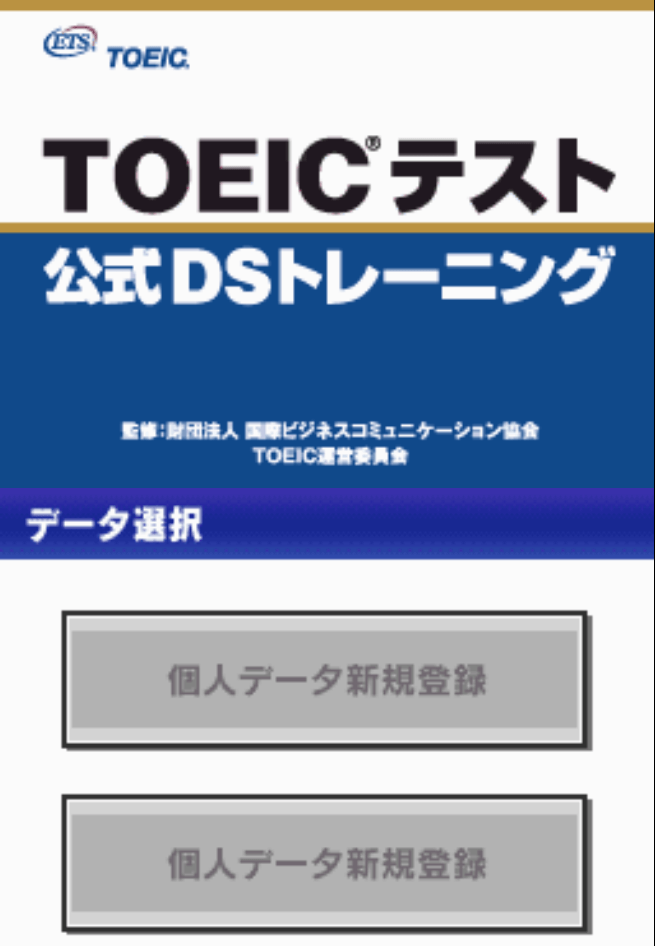 ETS
TOEIC.
TOEIC®テスト
公式DSトレーニング
監修:財団法人 国際ビジネスコミュニケーション協会
TOEIC運営委員会
データ選択
個人データ新規登録
個人データ新規登録